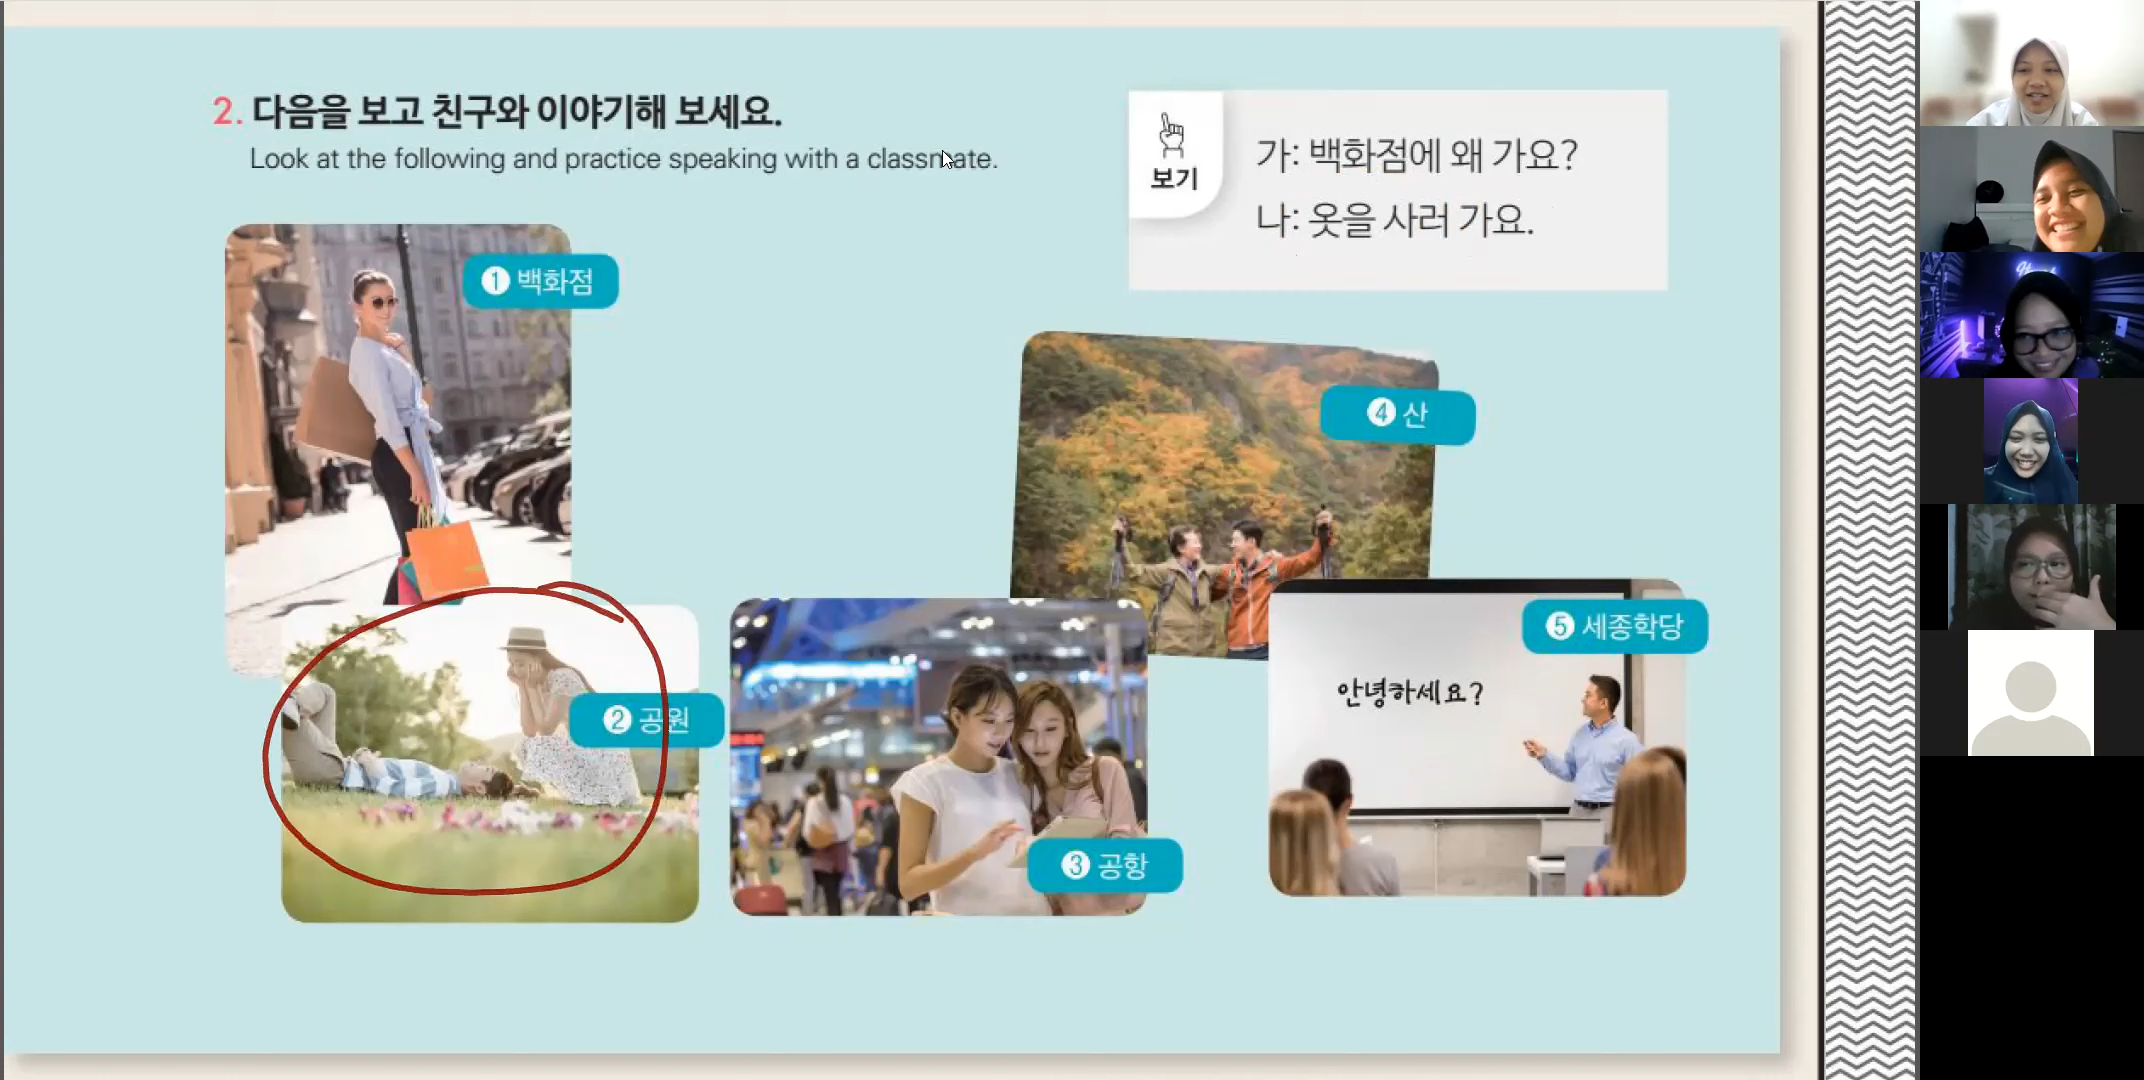 2. 다음을 보고 친구와 이야기해 보세요.
Look at the following and practice speaking with a classmate.
보기
가: 백화점에 왜 가요?
나: 옷을 사러 가요.
1 백화점
2 공원
3 공항
4 산
5 세종학당
안녕하세요?